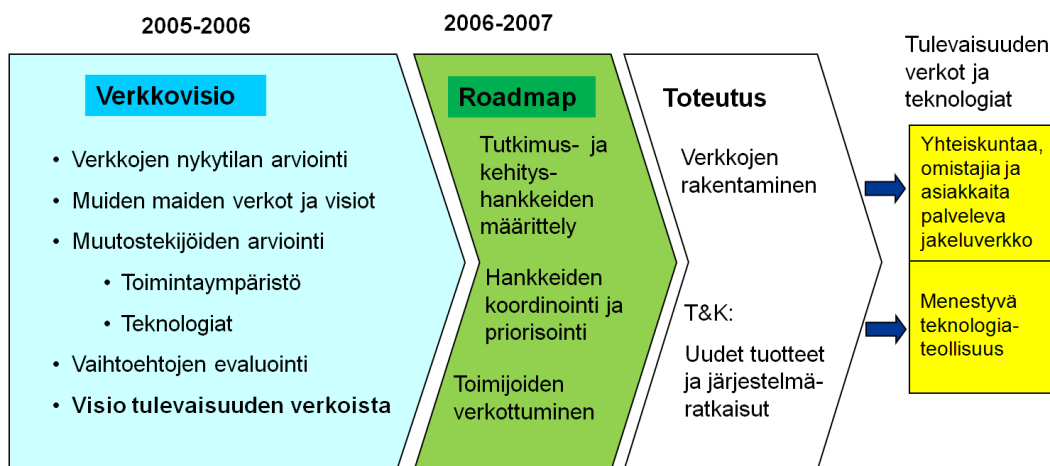 2005-2006
2006-2007
Verkkovisio
• Verkkojen nykytilan arviointi
• Muiden maiden verkot ja visiot
• Muutostekijöiden arviointi
• Toimintaympäristö
• Teknologiat
• Vaihtoehtojen evaluointi
• Visio tulevaisuuden verkoista
Roadmap
Tutkimus- ja
kehitys-
hankkeiden
määrittely
Hankkeiden
koordinointi ja
priorisointi
Toimijoiden
verkottuminen
Toteutus
Verkkojen
rakentaminen
T&K:
Uudet tuotteet
ja järjestelmä-
ratkaisut
Tulevaisuuden
verkot ja
teknologiat
Yhteiskuntaa,
omistajia ja
asiakkaita
palveleva
jakeluverkko
Menestyvä
teknologia-
teollisuus